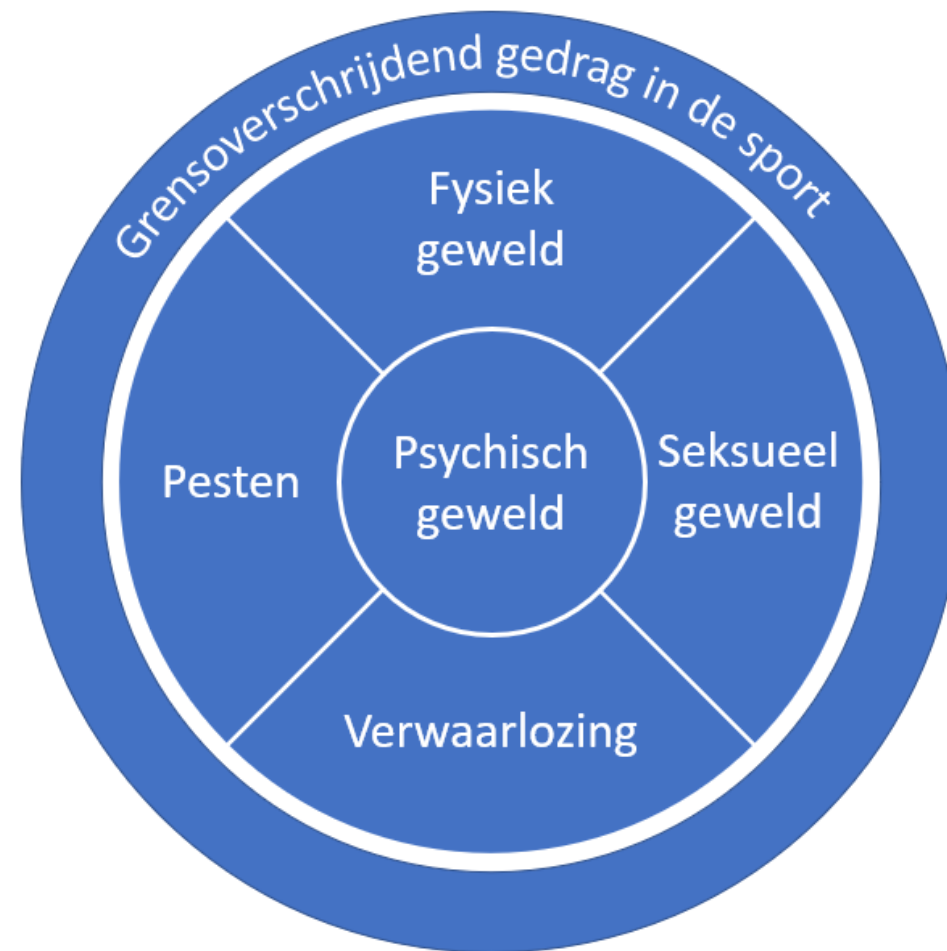 Grensoverschrijdend gedrag in de sport
Fysiek
geweld
Pesten
Psychisch
geweld
Seksueel
geweld
Verwaarlozing